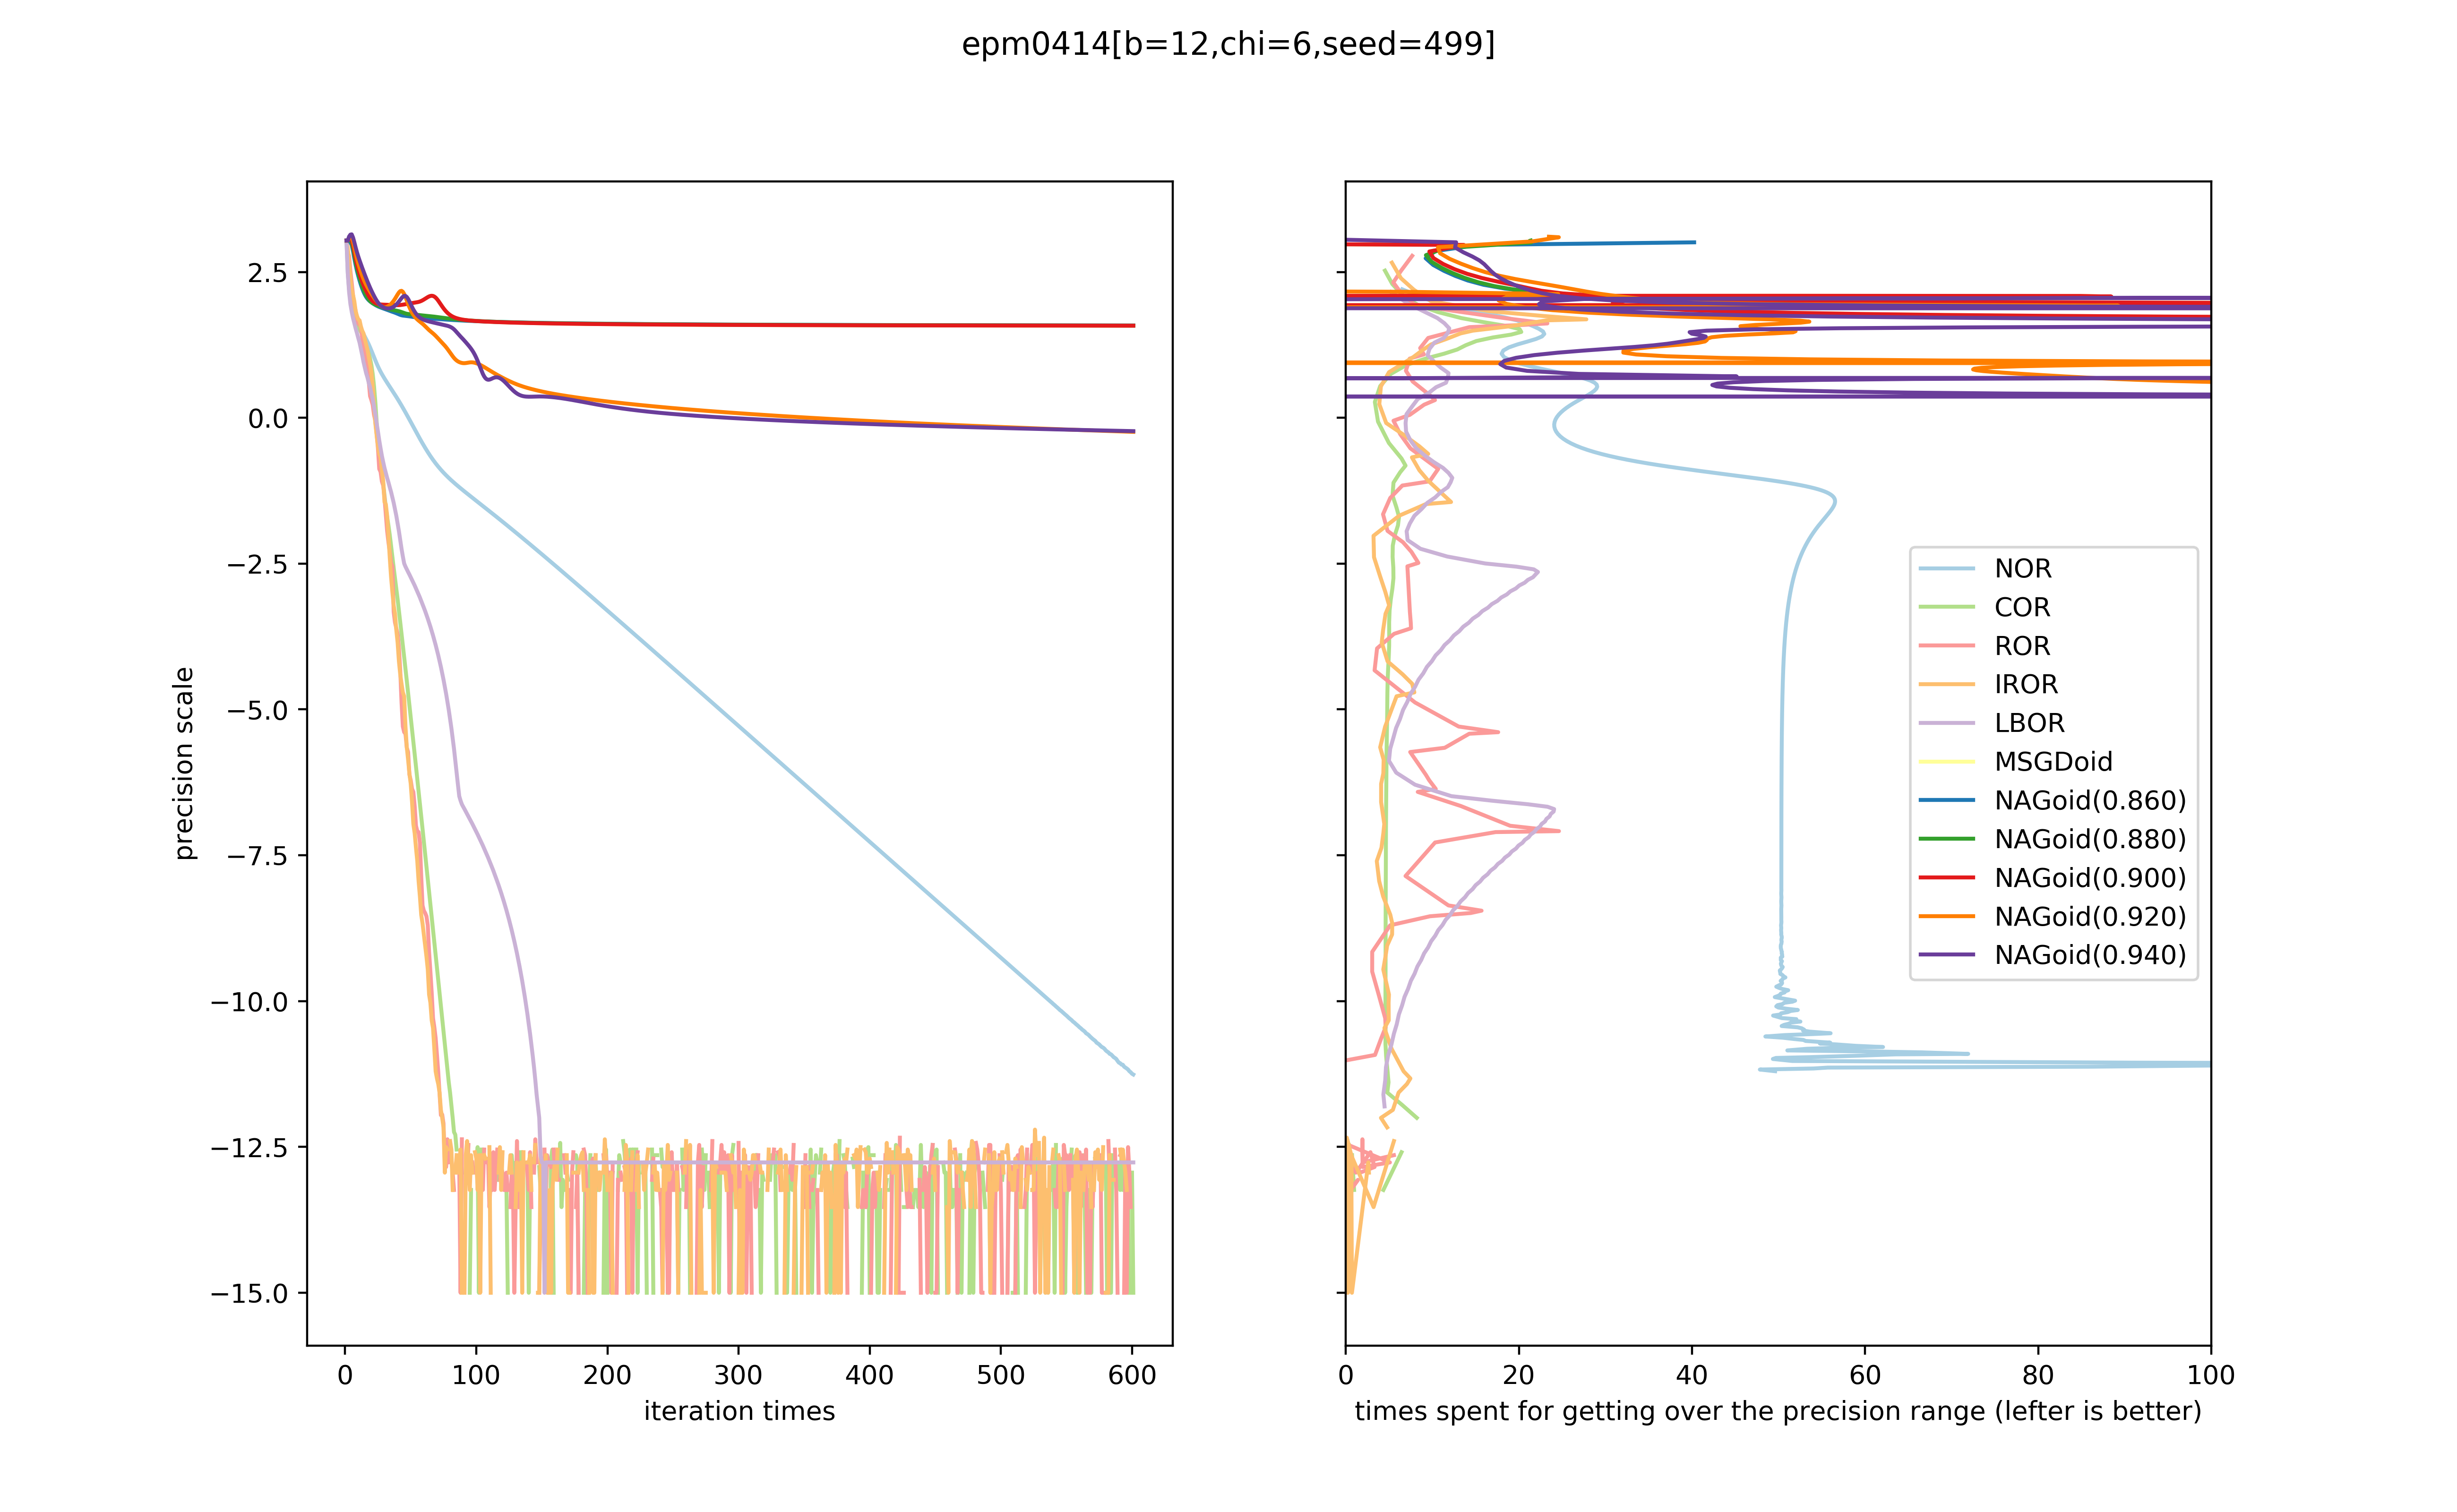 epm0414[b=12,chi=6,seed=499]
precision scale
2.5
0.0
−2.5
−5.0
−7.5
−10.0
−12.5
−15.0
0 100 200 300 400 500 600
iteration times
NOR
COR
ROR
IROR
LBOR
MSGDoid
NAGoid(0.860)
NAGoid(0.880)
NAGoid(0.900)
NAGoid(0.920)
NAGoid(0.940)
0 20 40 60 80 100
times spent for getting over the precision range (lefter is better)